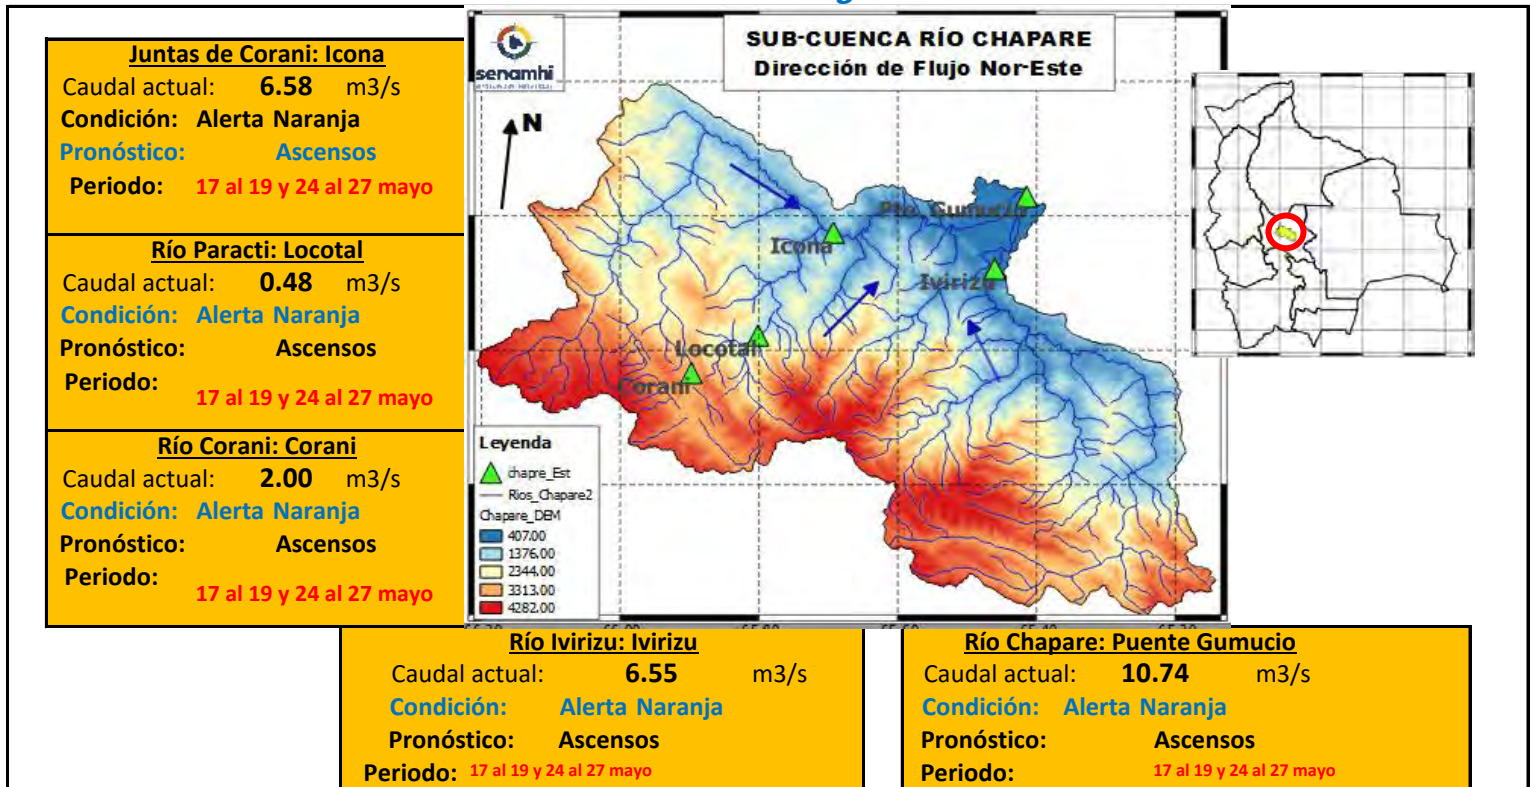 Juntas de Corani: Icona
Caudal actual: 6.58 m3/s
Condición: Alerta Naranja
Pronóstico: Ascensos
Periodo: 17 al 19 y 24 al 27 mayo
Río Paracti: Locotal
Caudal actual: 0.48 m3/s
Condición: Alerta Naranja
Pronóstico: Ascensos
Periodo:
17 al 19 y 24 al 27 mayo
Río Corani: Corani
Caudal actual: 2.00 m3/s
Condición: Alerta Naranja
Pronóstico: Ascensos
Periodo:
17 al 19 y 24 al 27 mayo
senamhi
SUB-CUENCA RÍO CHAPARE
Dirección de Flujo Nor-Este
N
Pte. Gumucio
Icona
Ivirizu
Locotal
Corani
Leyenda
chapre_Est
Rios_Chapare2
Chapare_DEM
407.00
1376.00
2344.00
3313.00
4282.00
Río Ivirizu: Ivirizu
Caudal actual: 6.55 m3/s
Condición: Alerta Naranja
Pronóstico: Ascensos
Periodo: 17 al 19 y 24 al 27 mayo
Río Chapare: Puente Gumucio
Caudal actual: 10.74 m3/s
Condición: Alerta Naranja
Pronóstico: Ascensos
Periodo: 17 al 19 y 24 al 27 mayo